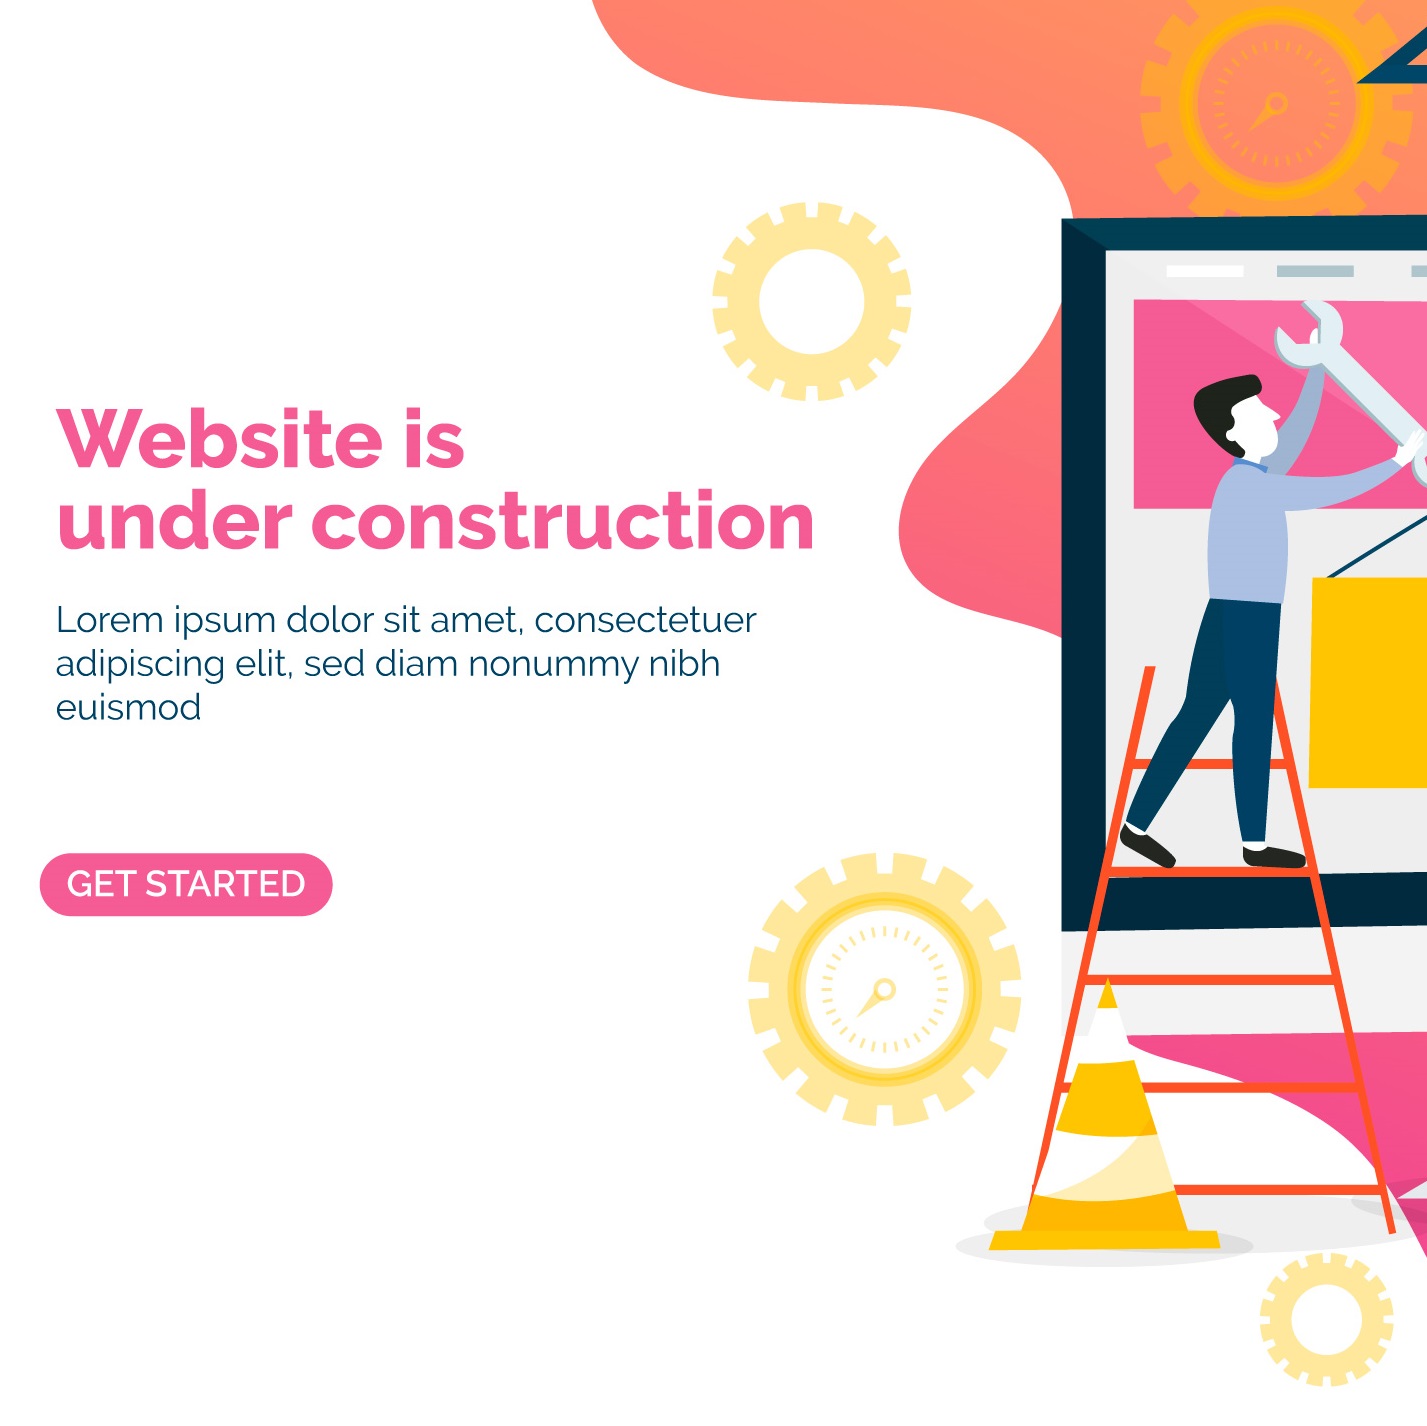 Website is
under construction
Lorem ipsum dolor sit amet, consectetuer
adipiscing elit, sed diam nonummy nibh
euismod
GET STARTED